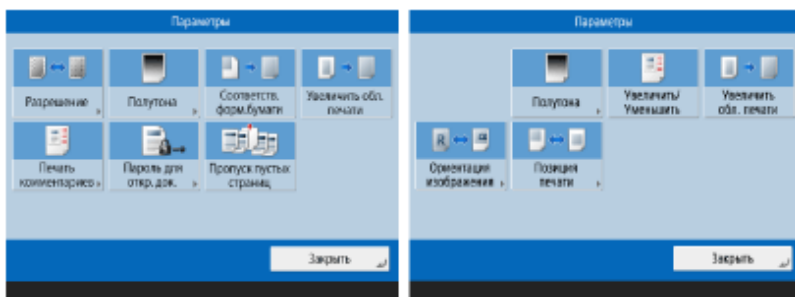 Параметры
Разрешение
Полутона
Соответств.
форм.бумаги
Увеличить обл.
печати
Печать
комментариев
Пароль для
откр. док.
Пропуск пустых
страниц
Закрыть
Параметры
Полутона
Увеличить/
Уменьшить
Увеличить
обл. печати
R
Ориентация
изображения
Позиция
печати
Закрыть